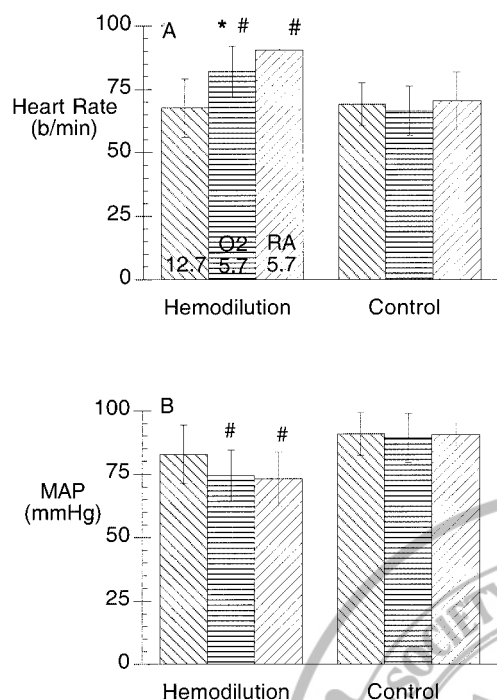 100
A
* #
#
75
Heart Rate
(b/min)
50
25
O2
RA
12.7
5.7
5.7
0
Hemodilution
Control
100
B
#
#
75
MAP
(mmHg)
50
25
0
Hemodilution
Control
SOCIETY